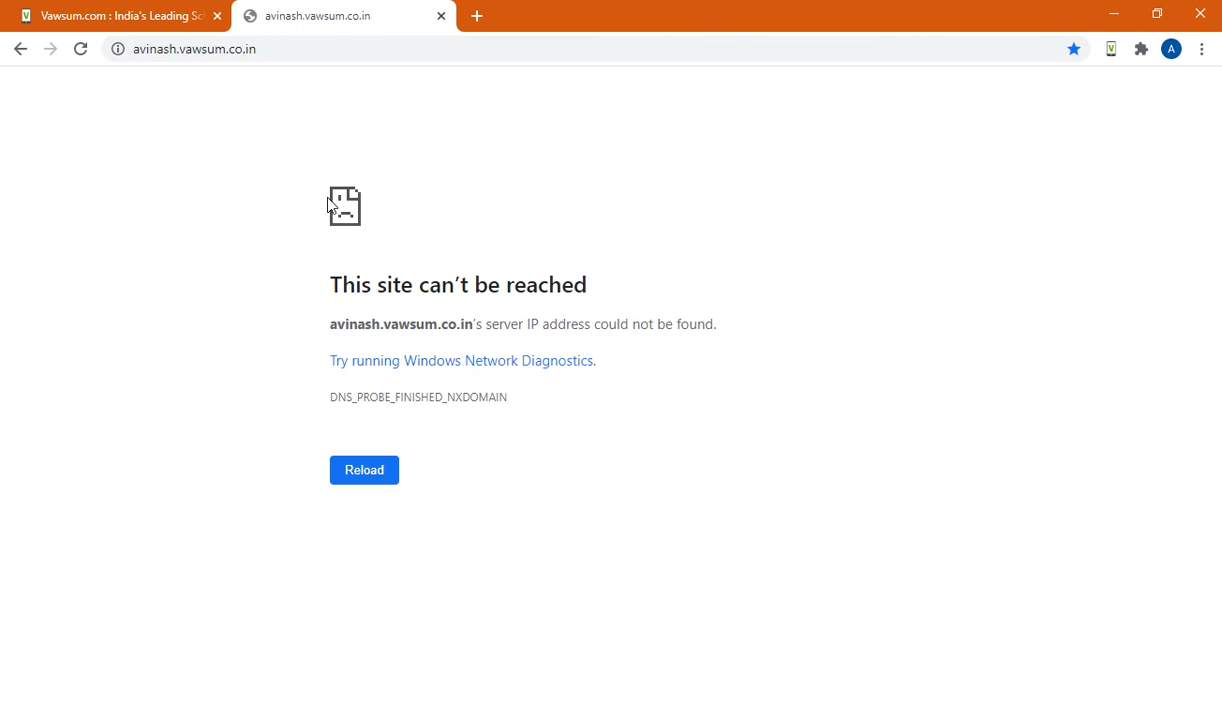 Vawsum.com : India's Leading Sc
avinash.vawsum.co.in
avinash.vawsum.co.in
A
This site can't be reached
avinash.vawsum.co.in's server IP address could not be found.
Try running Windows Network Diagnostics.
DNS_PROBE_FINISHED_NXDOMAIN
Reload